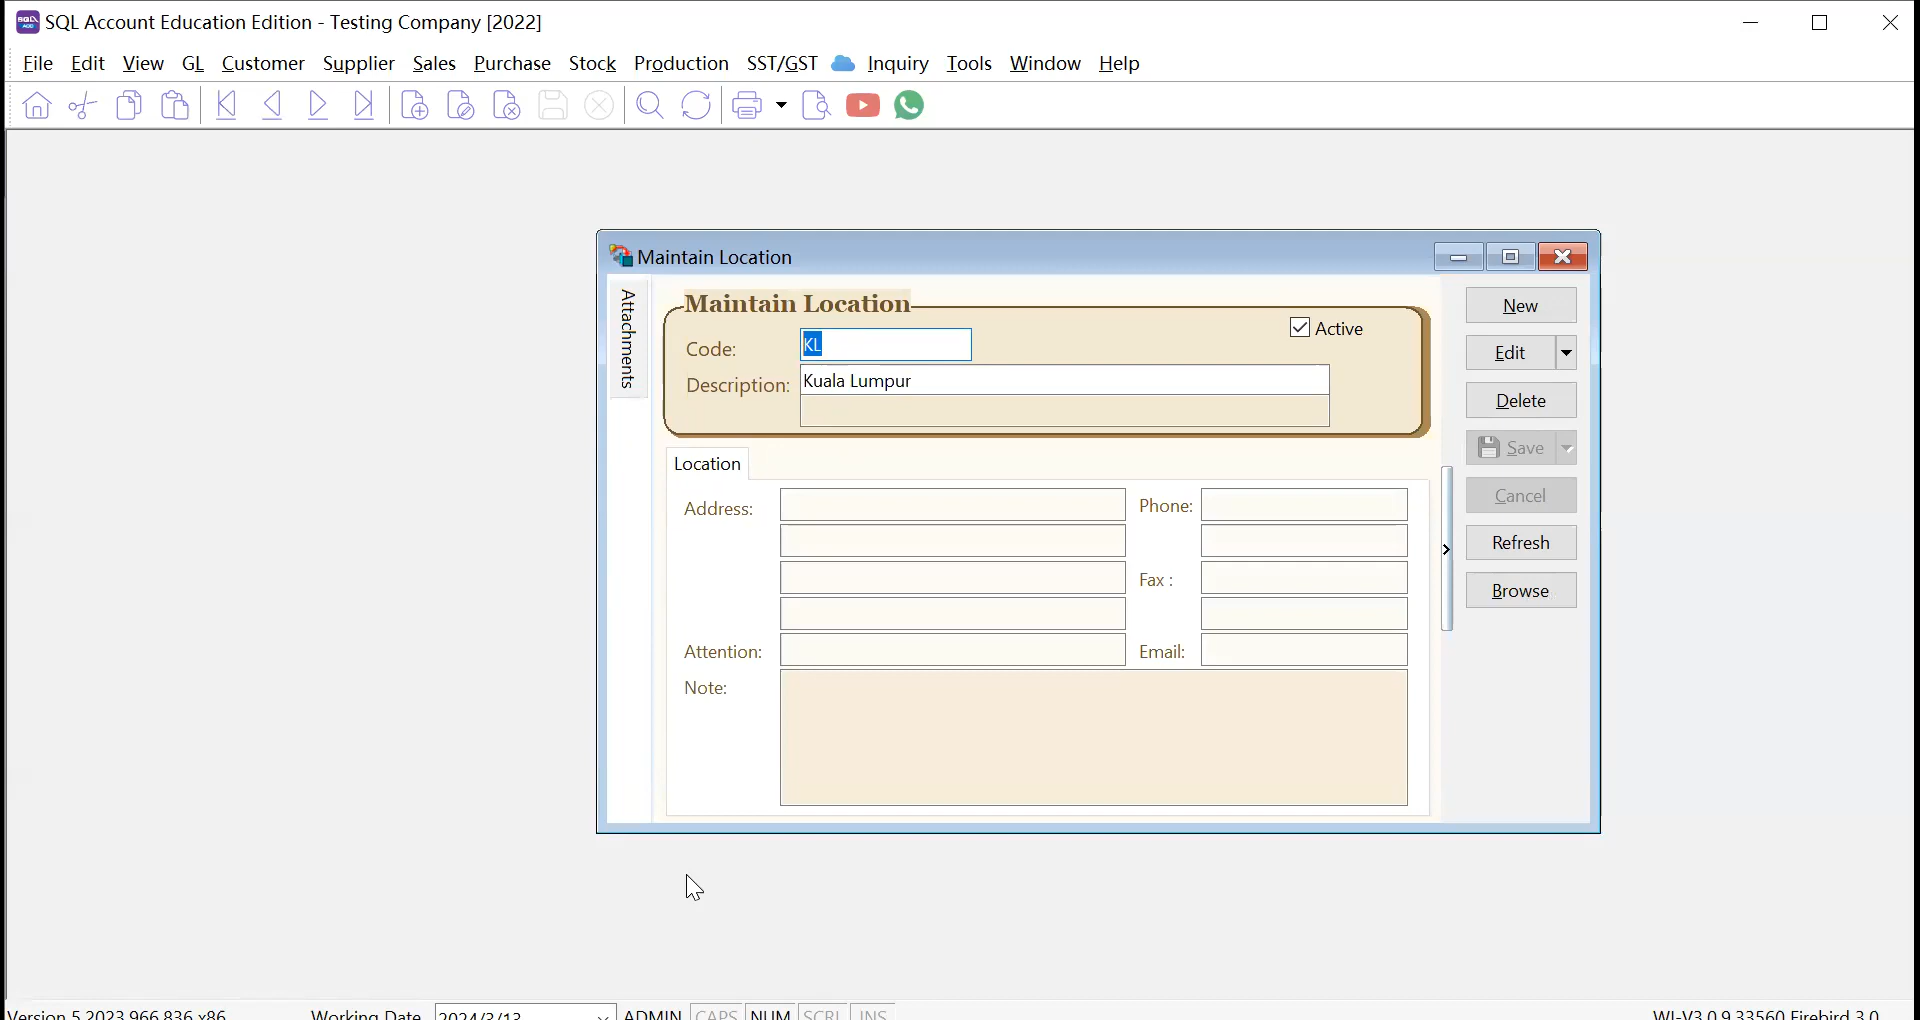 SQL Account Education Edition - Testing Company [2022]
File Edit View GL Customer Supplier Sales Purchase Stock Production SST/GST Inquiry Tools Window Help
Maintain Location
Attachments
Maintain Location
Active
Code: KL
Description: Kuala Lumpur
Location
Address:
Phone:
Fax :
Attention:
Email:
Note:
New
Edit
Delete
Save
Cancel
Refresh
Browse
Version 5.2023.966.836 x86 Working Date 2024/3/13 ADMIN CAPS NUM SCRL INS WI-V3.0.9.33560 Firebird 3.0